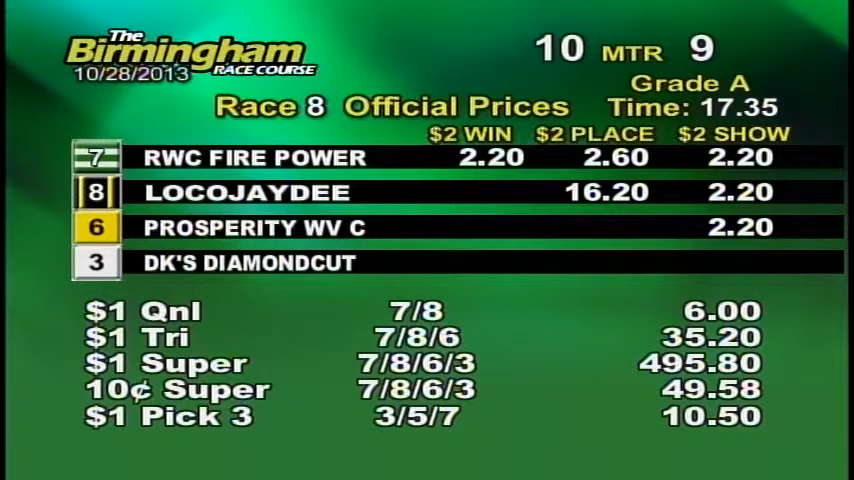 The
Birmingham
RACE COURSE
10/28/2013
10 MTR 9
Grade A
Race 8 Official Prices Time: 17.35
$2 WIN $2 PLACE $2 SHOW
7 RWC FIRE POWER 2.20 2.60 2.20
8 LOCOJAYDEE 16.20 2.20
6 PROSPERITY WV C 2.20
3 DK'S DIAMONDCUT
$1 Qnl 7/8 6.00
$1 Tri 7/8/6 35.20
$1 Super 7/8/6/3 495.80
10¢ Super 7/8/6/3 49.58
$1 Pick 3 3/5/7 10.50